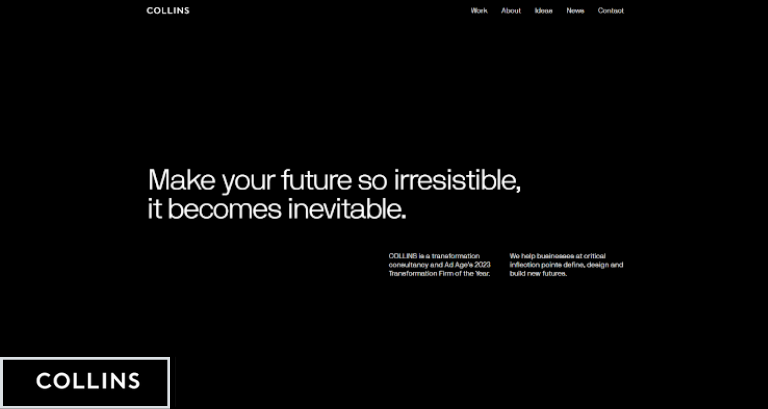 COLLINS
Work About Ideas News Contact
Make your future so irresistible,
it becomes inevitable.
COLLINS is a transformation
consultancy and Ad Age's 2023
Transformation Firm of the Year.
We help businesses at critical
inflection points define, design and
build new futures.
COLLINS